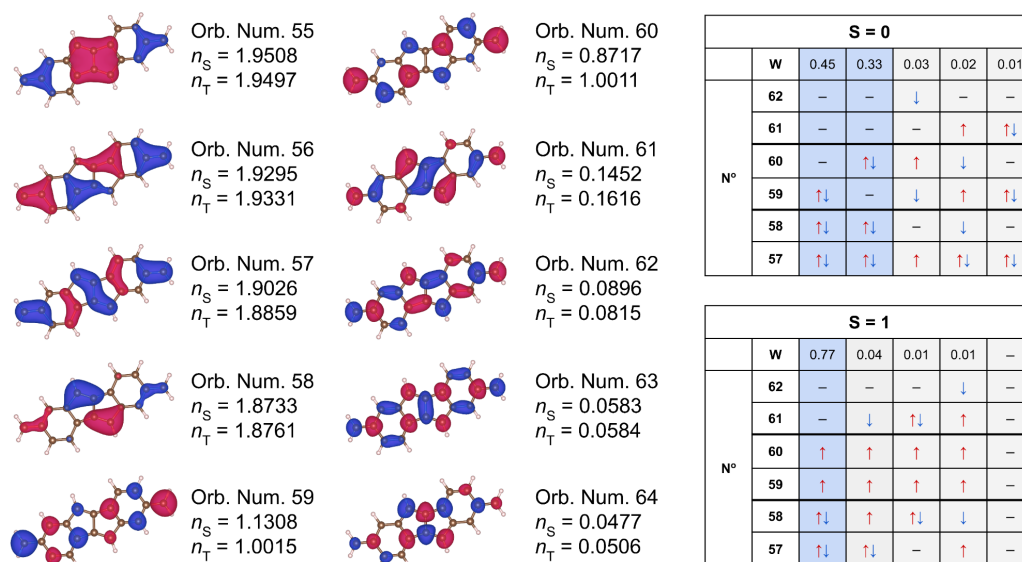 Orb. Num. 55
nS = 1.9508
nT = 1.9497
Orb. Num. 56
nS = 1.9295
nT = 1.9331
Orb. Num. 57
nS = 1.9026
nT = 1.8859
Orb. Num. 58
nS = 1.8733
nT = 1.8761
Orb. Num. 59
nS = 1.1308
nT = 1.0015
Orb. Num. 60
nS = 0.8717
nT = 1.0011
Orb. Num. 61
nS = 0.1452
nT = 0.1616
Orb. Num. 62
nS = 0.0896
nT = 0.0815
Orb. Num. 63
nS = 0.0583
nT = 0.0584
Orb. Num. 64
nS = 0.0477
nT = 0.0506
S = 0
W 0.45 0.33 0.03 0.02 0.01
62 – – ↓ – –
61 – – – ↑ ↑↓
60 – ↑↓ ↑ ↓ –
Nº
59 ↑↓ – ↓ ↑ ↑↓
58 ↑↓ ↑↓ – ↓ –
57 ↑↓ ↑↓ ↑ ↑↓ ↑↓
S = 1
W 0.77 0.04 0.01 0.01 –
62 – – – ↓ –
61 – ↓ ↑↓ ↑ –
60 ↑ ↑ ↑ ↑ –
Nº
59 ↑ ↑ ↑ ↑ –
58 ↑↓ ↑ ↑↓ ↓ –
57 ↑↓ ↑↓ – ↑ –